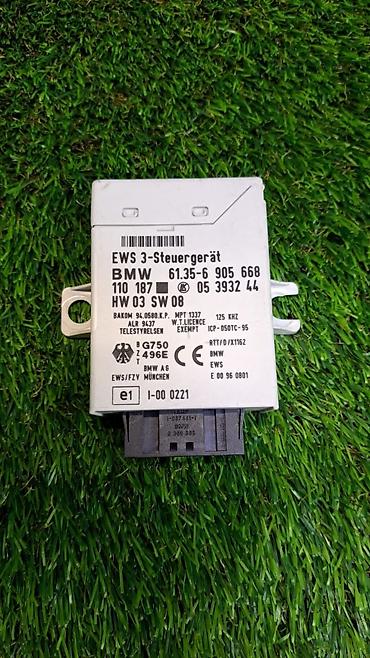 EWS 3-Steuergerät
BMW 61.35-6 905 668
110 187 05 3932 44
HW 03 SW 08
BAKOM 94.0580.K.P. MPT 1337 125 KHZ
ALR 9437 W.T.LICENCE
TELESTYRELSEN EXEMPT ICP-050TC-95
BZT G750 496E CE RTT/D/X1162
BMW AG BMW
EWS/FZV MÜNCHEN EWS
E 00 96 0801
e1 I-00 0221